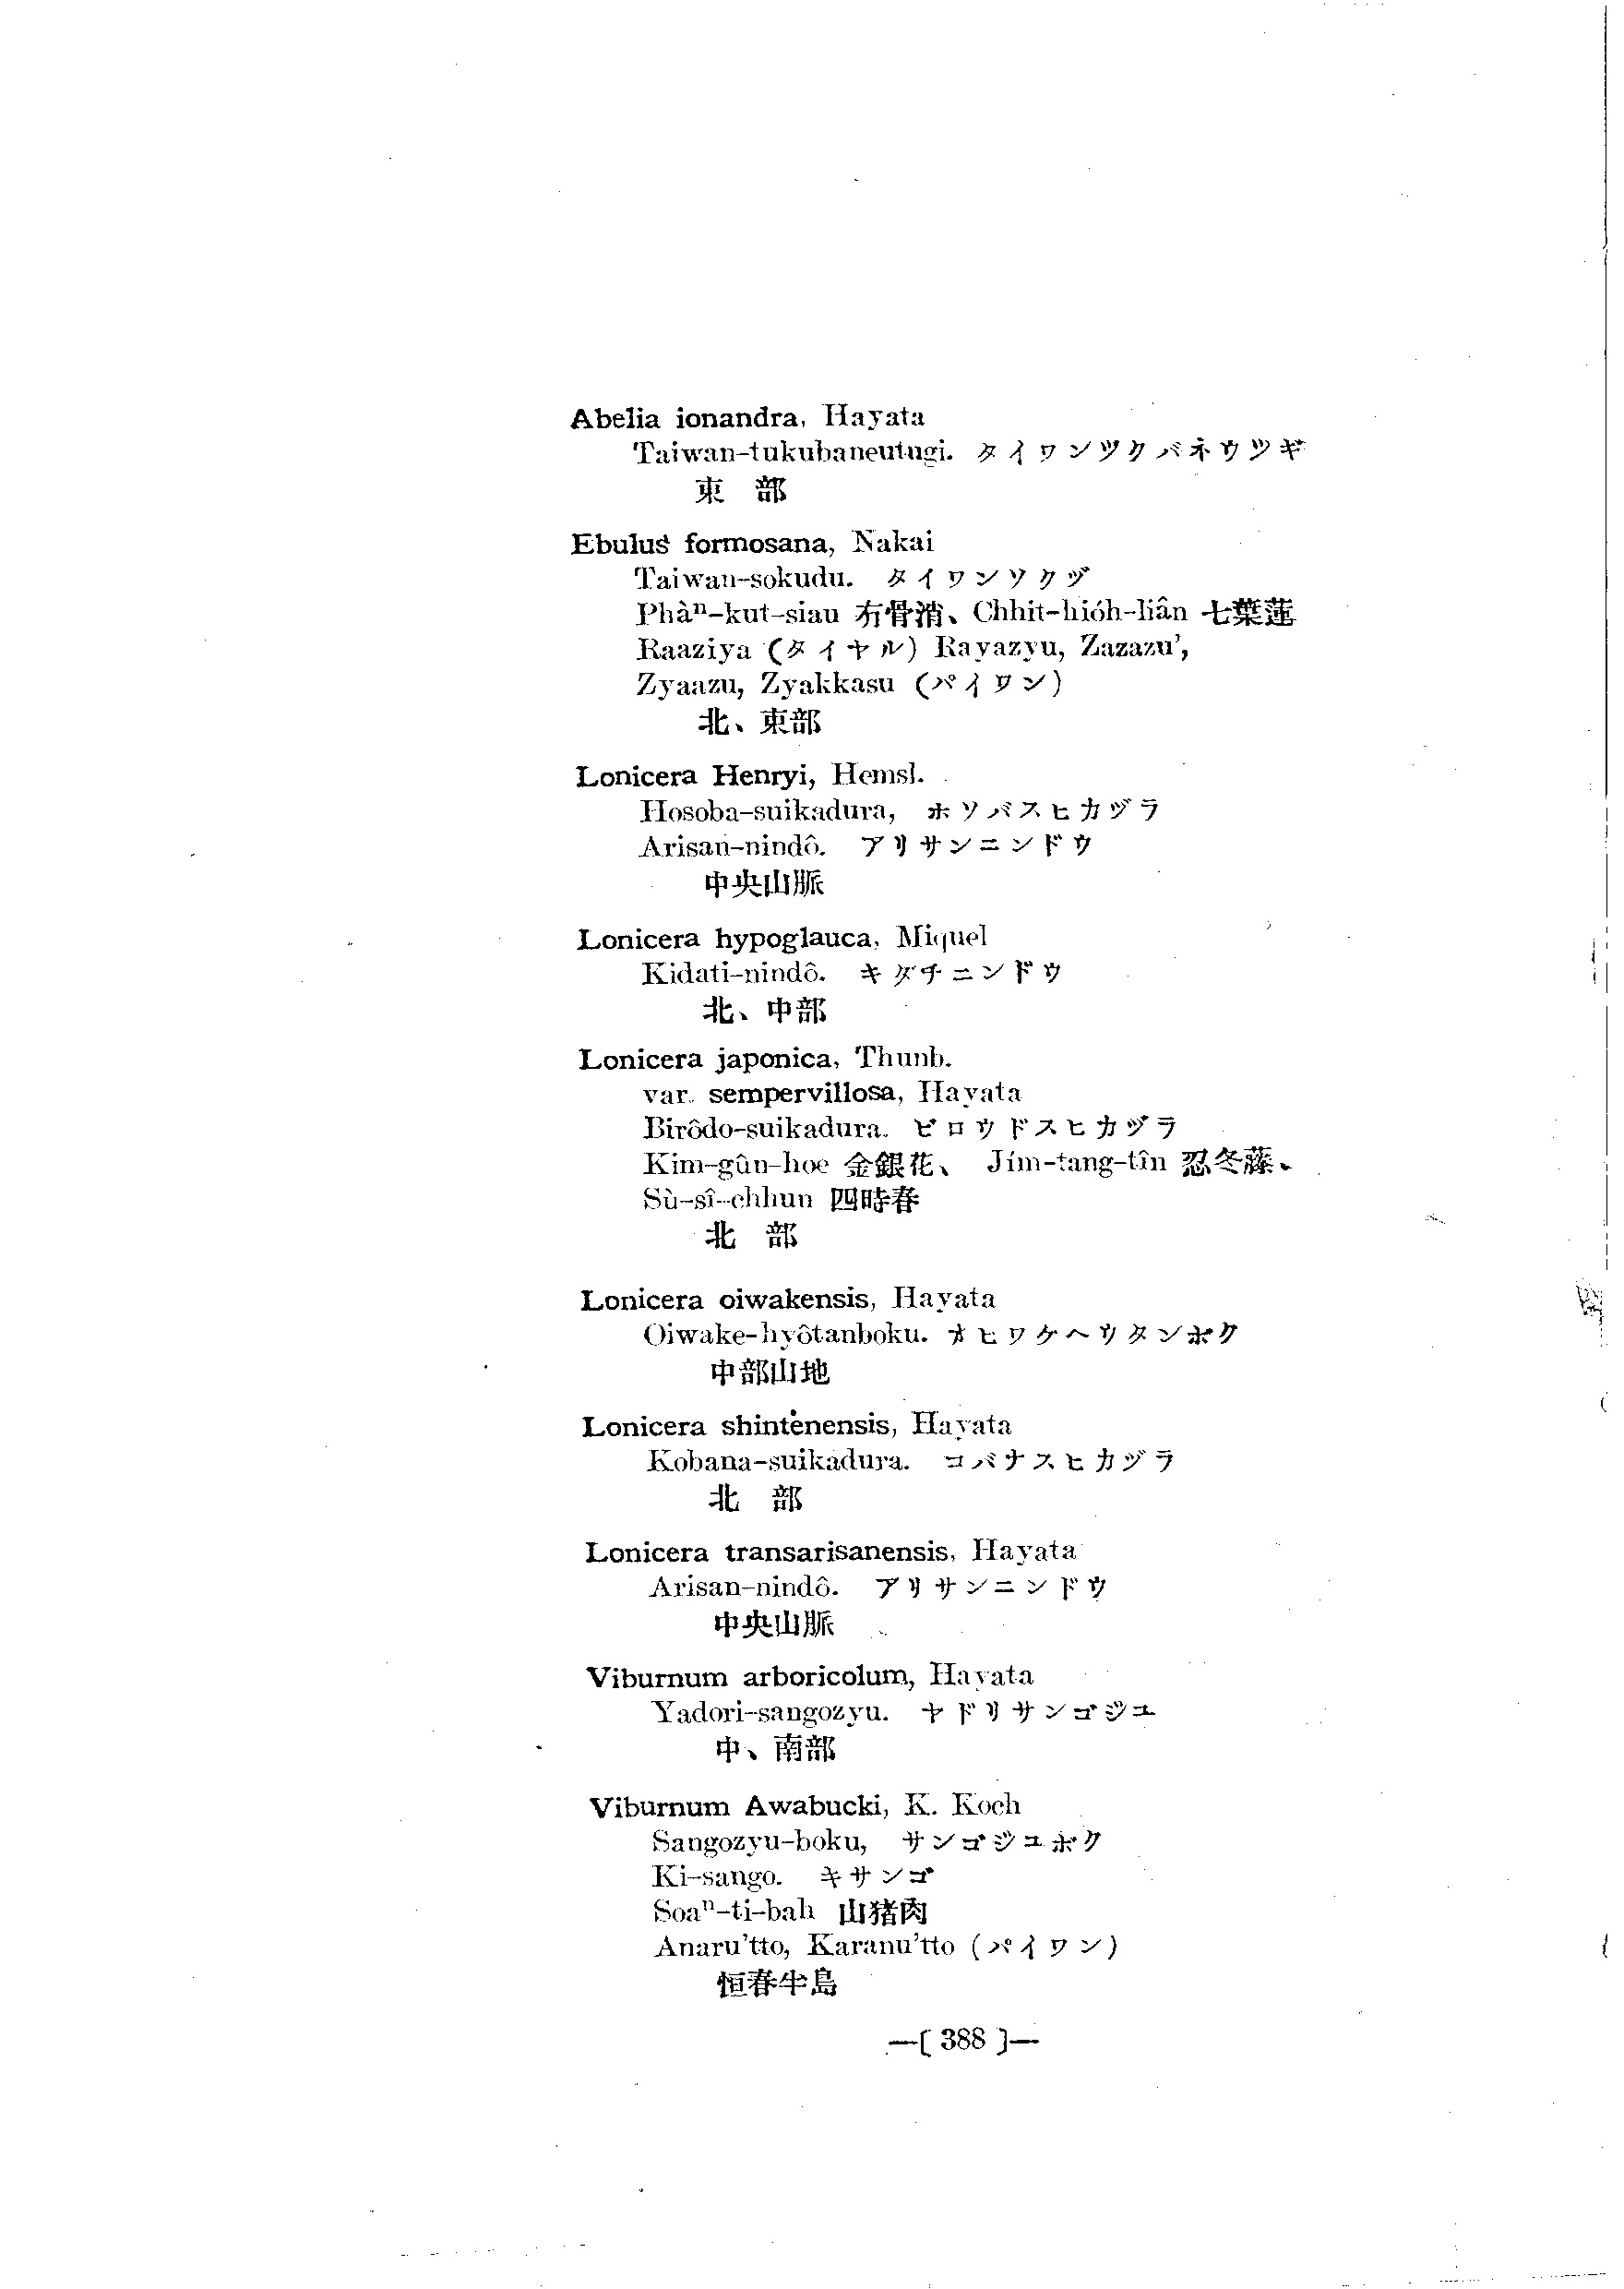 Abelia ionandra, Hayata
Taiwan-tukubaneutugi. タイワンツクバネウツギ
東 部
Ebulus formosana, Nakai
Taiwan-sokudu. タイワンソクヅ
Phàⁿ-kut-siau 冇骨消、Chhit-hióh-liân 七葉蓮
Raaziya (タイヤル) Rayazyu, Zazazu',
Zyaazu, Zyakkasu (パイワン)
北、東部
Lonicera Henryi, Hemsl.
Hosoba-suikadura, ホソバスヒカヅラ
Arisan-nindô. アリサンニンドウ
中央山脈
Lonicera hypoglauca, Miquel
Kidati-nindô. キダチニンドウ
北、中部
Lonicera japonica, Thunb.
var. sempervillosa, Hayata
Birôdo-suikadura. ビロウドスヒカヅラ
Kim-gûn-hoe 金銀花、 Jím-tang-tîn 忍冬藤、
Sù-sî-chhun 四時春
北 部
Lonicera oiwakensis, Hayata
Oiwake-hyôtanboku. オヒワケヘウタンボク
中部山地
Lonicera shintenensis, Hayata
Kobana-suikadura. コバナスヒカヅラ
北 部
Lonicera transarisanensis, Hayata
Arisan-nindô. アリサンニンドウ
中央山脈
Viburnum arboricolum, Hayata
Yadori-sangozyu. ヤドリサンゴジユ
中、南部
Viburnum Awabucki, K. Koch
Sangozyu-boku, サンゴジユボク
Ki-sango. キサンゴ
Soaⁿ-ti-bah 山猪肉
Anaru'tto, Karanu'tto (パイワン)
恒春半島
—[ 388 ]—